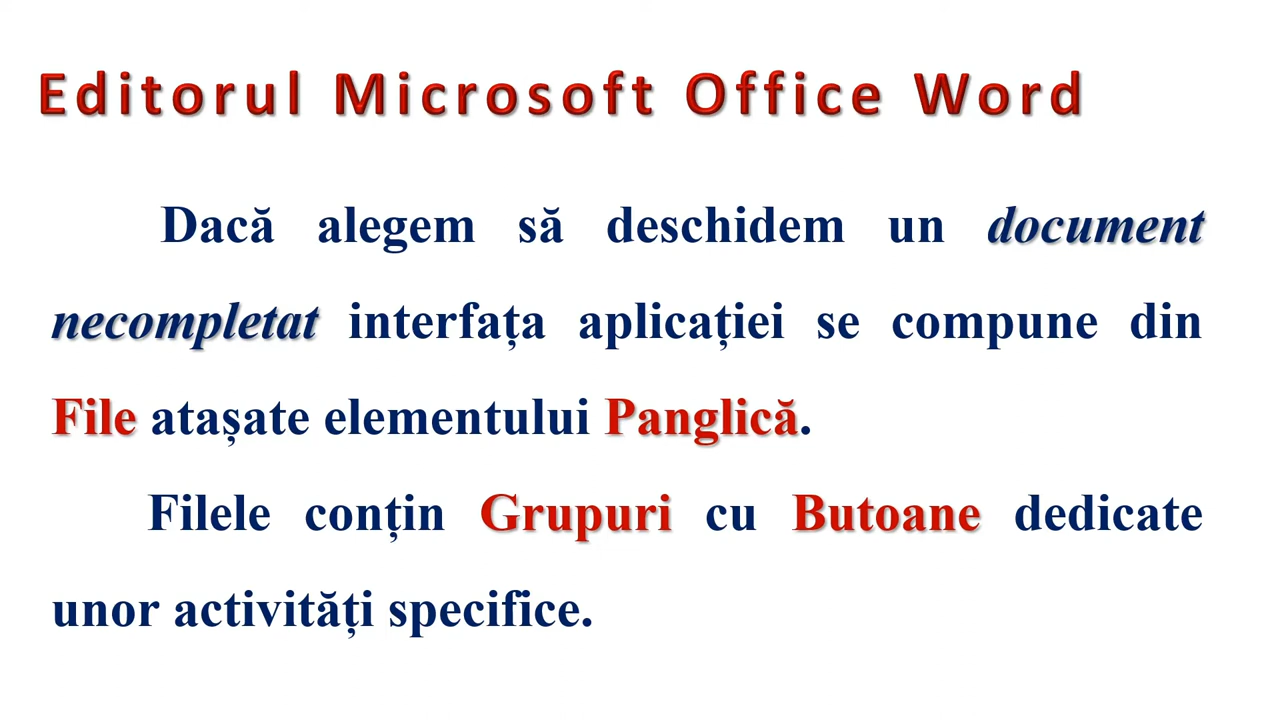 Editorul Microsoft Office Word
Dacă alegem să deschidem un document
necompletat interfața aplicației se compune din
File atașate elementului Panglică.
Filele conțin Grupuri cu Butoane dedicate
unor activități specifice.